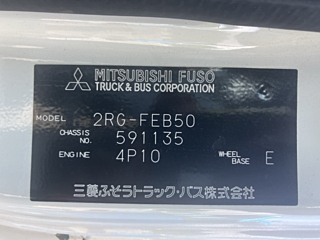 MITSUBISHI FUSO
TRUCK & BUS CORPORATION
MODEL 2RG-FEB50
CHASSIS NO. 591135
ENGINE 4P10 WHEEL BASE E
三菱ふそうトラック・バス株式会社